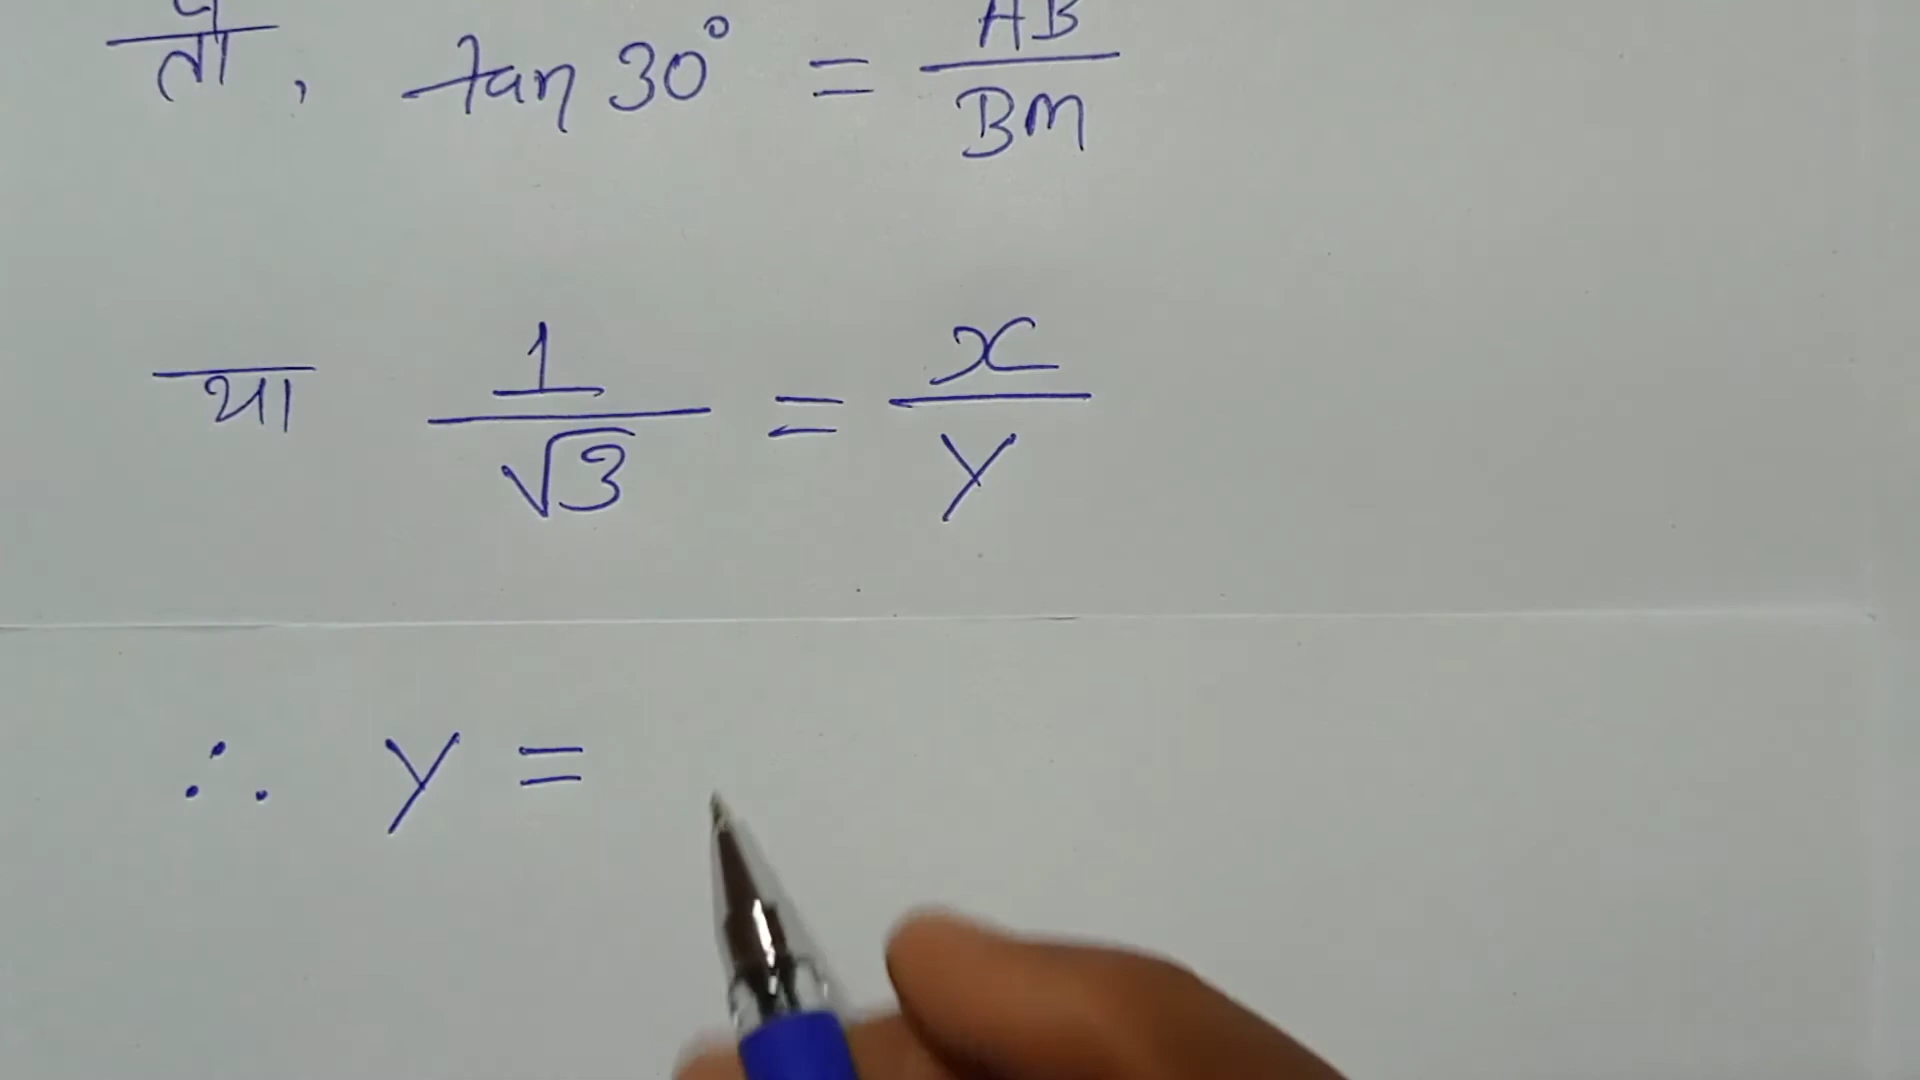 तो, tan 30° = AB/BM
या 1/√3 = x/y
∴ y =